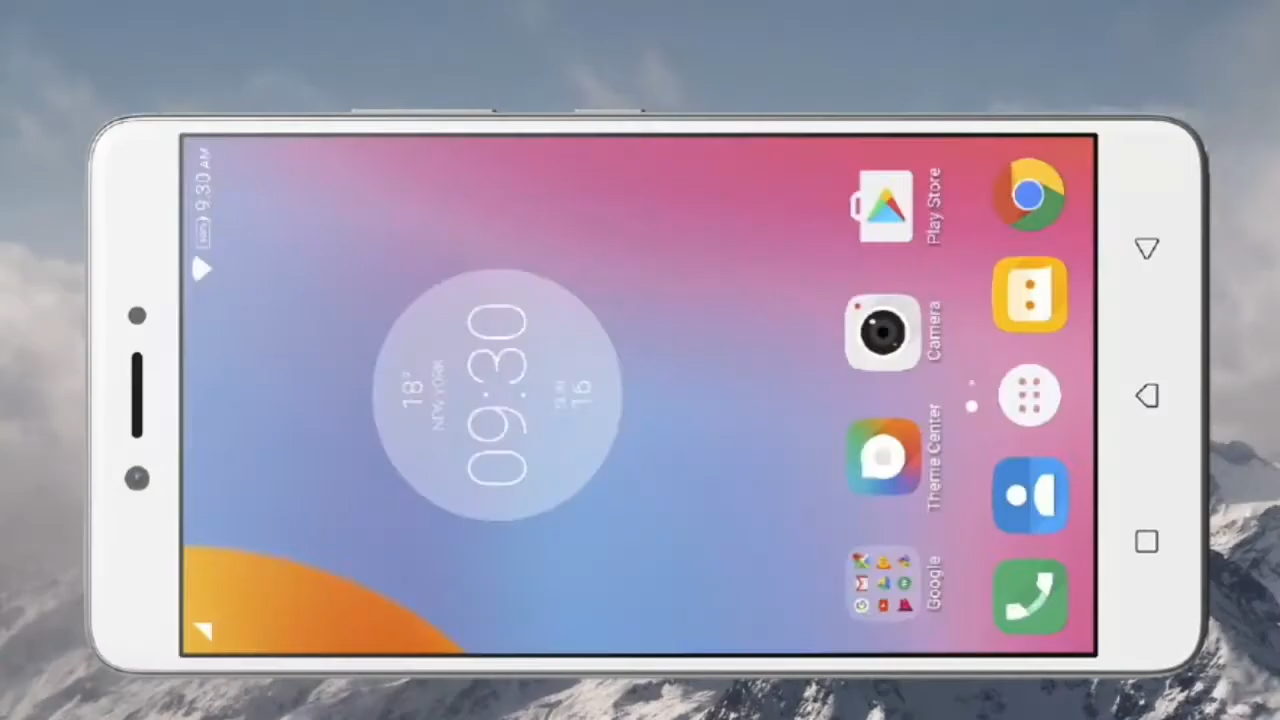 9:30 AM
18°
NEW YORK
09:30
16
Google
Theme Center
Camera
Play Store